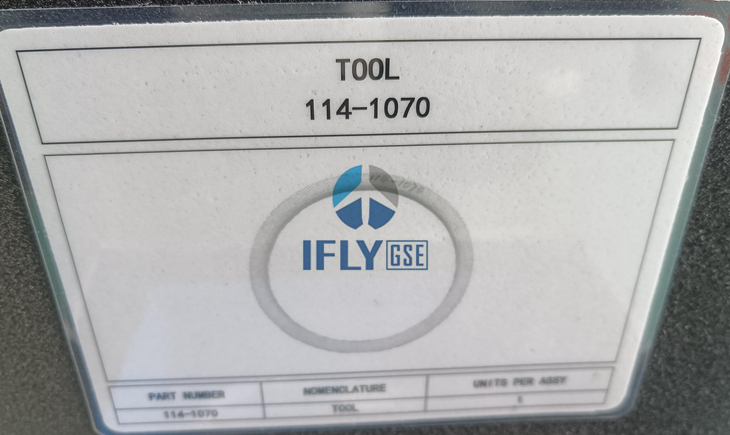 TOOL
114-1070
IFLY GSE
PART NUMBER NOMENCLATURE UNITS PER ASSY
114-1070 TOOL 1